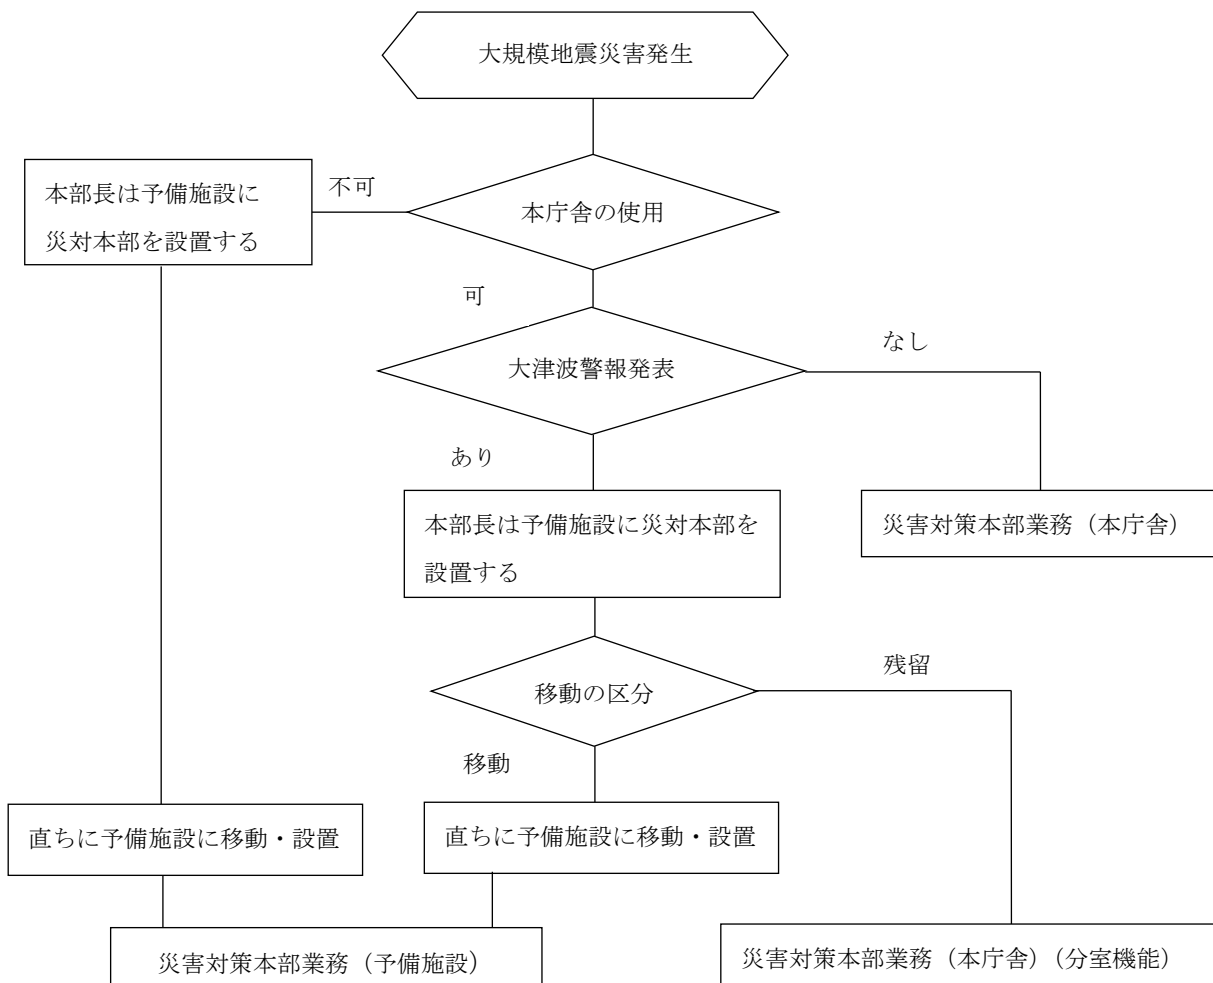 大規模地震災害発生
本部長は予備施設に
災対本部を設置する
不可
本庁舎の使用
可
大津波警報発表
なし
あり
本部長は予備施設に災対本部を
設置する
災害対策本部業務（本庁舎）
移動の区分
残留
移動
直ちに予備施設に移動・設置
直ちに予備施設に移動・設置
災害対策本部業務（予備施設）
災害対策本部業務（本庁舎）（分室機能）